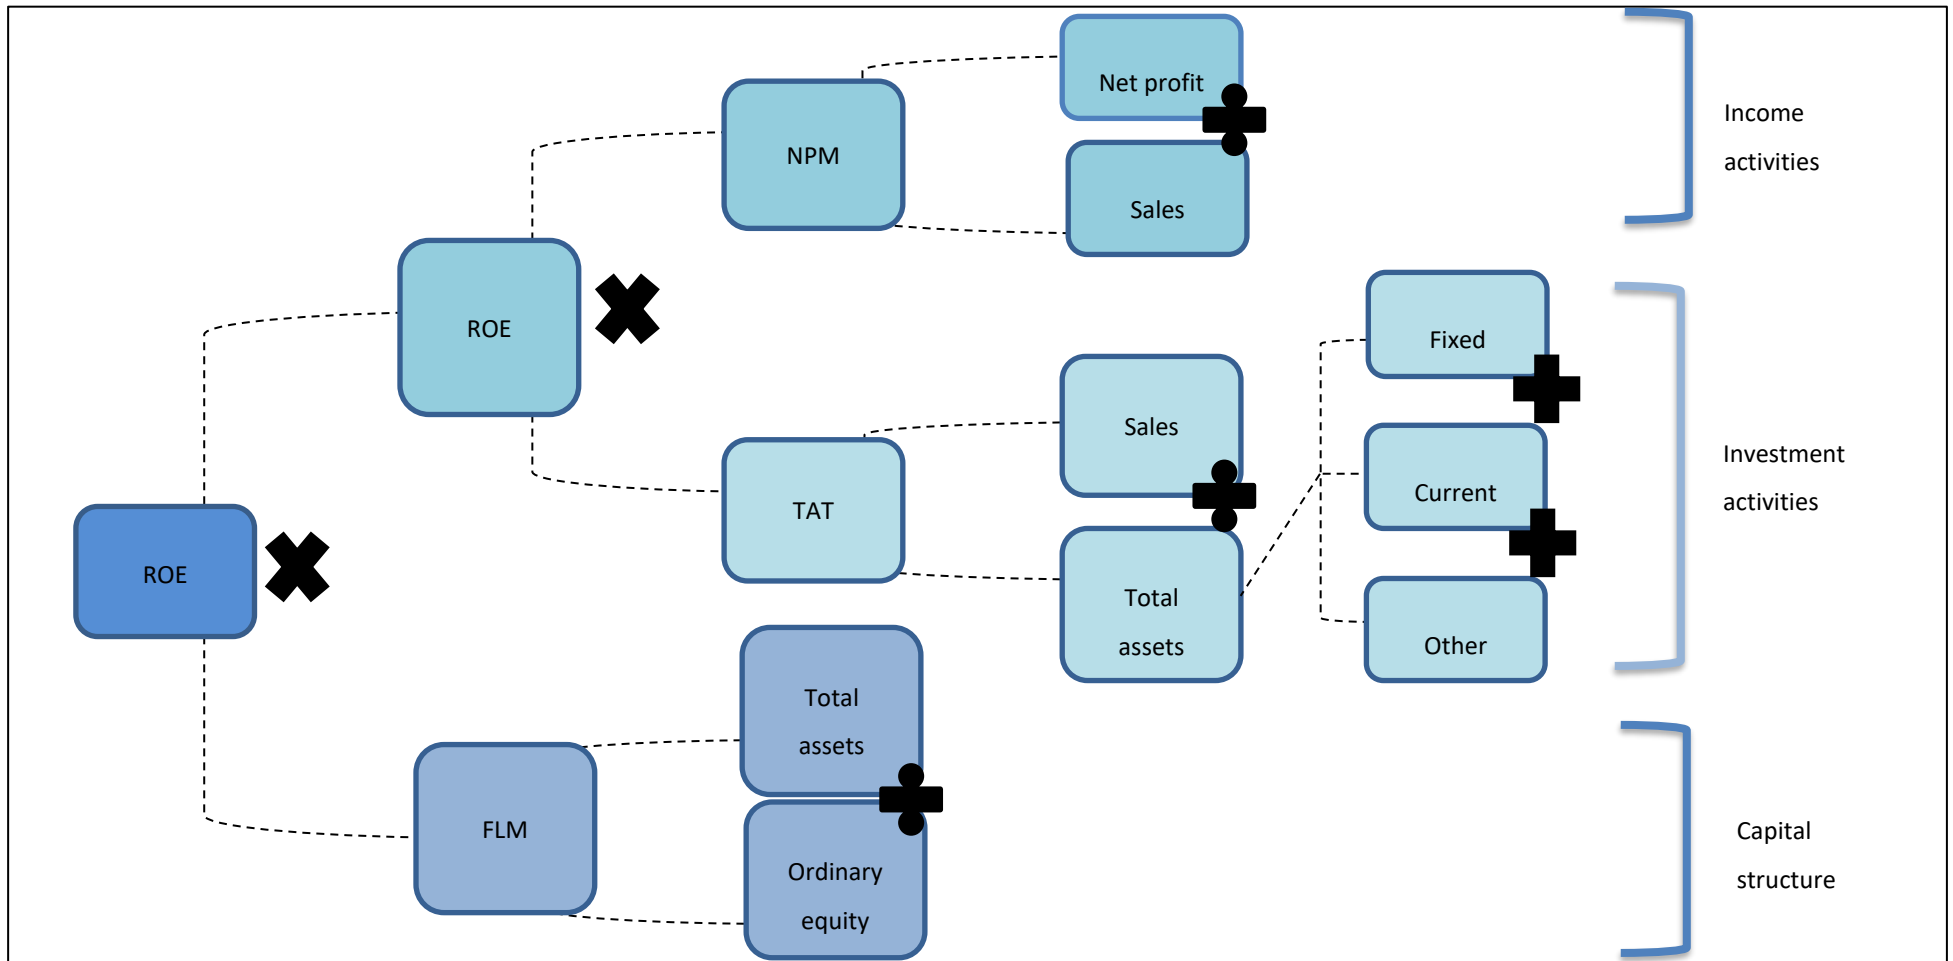 Net profit
Income
activities
NPM
Sales
ROE
Fixed
Sales
Investment
activities
Current
TAT
ROE
Total
assets
Other
Total
assets
FLM
Ordinary
equity
Capital
structure